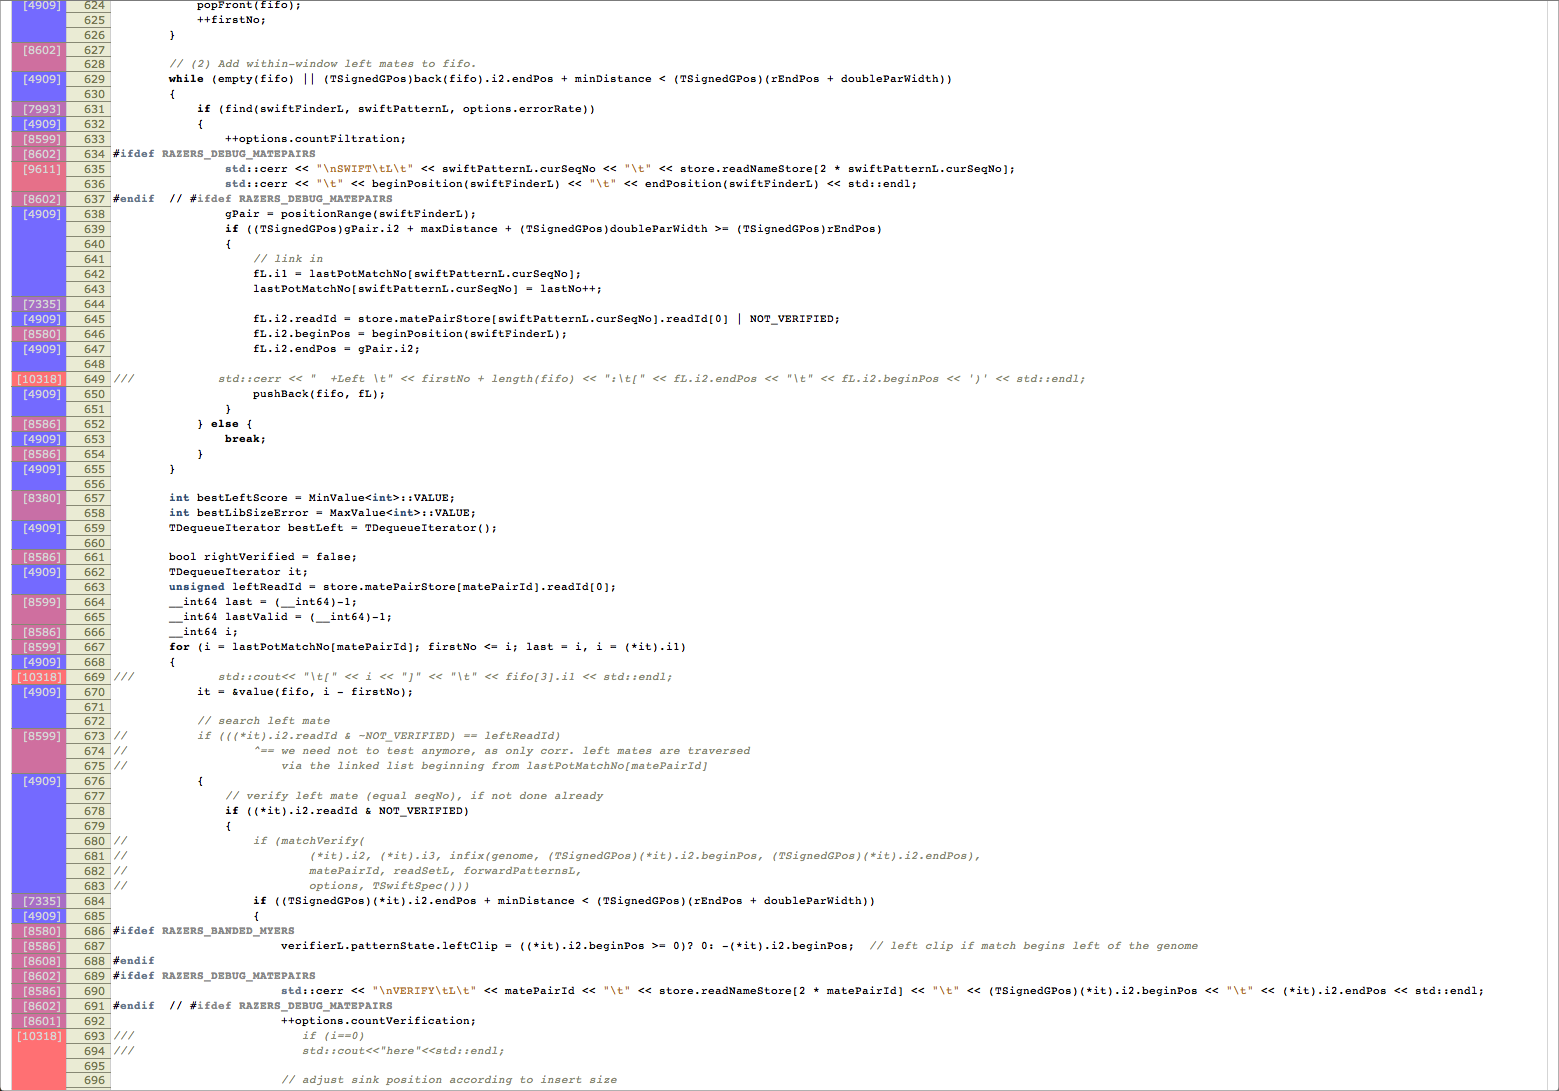 [4909] 624             popFront(fifo);
625             ++firstNo;
626         }
[8602] 627
628         // (2) Add within-window left mates to fifo.
[4909] 629         while (empty(fifo) || (TSignedGPos)back(fifo).i2.endPos + minDistance < (TSignedGPos)(rEndPos + doubleParWidth))
630         {
[7993] 631             if (find(swiftFinderL, swiftPatternL, options.errorRate))
[4909] 632             {
[8599] 633                 ++options.countFiltration;
[8602] 634 #ifdef RAZERS_DEBUG_MATEPAIRS
[9611] 635                 std::cerr << "\nSWIFT\tL\t" << swiftPatternL.curSeqNo << "\t" << store.readNameStore[2 * swiftPatternL.curSeqNo];
636                 std::cerr << "\t" << beginPosition(swiftFinderL) << "\t" << endPosition(swiftFinderL) << std::endl;
[8602] 637 #endif  // #ifdef RAZERS_DEBUG_MATEPAIRS
[4909] 638                 gPair = positionRange(swiftFinderL);
639                 if ((TSignedGPos)gPair.i2 + maxDistance + (TSignedGPos)doubleParWidth >= (TSignedGPos)rEndPos)
640                 {
641                     // link in
642                     fL.i1 = lastPotMatchNo[swiftPatternL.curSeqNo];
643                     lastPotMatchNo[swiftPatternL.curSeqNo] = lastNo++;
[7335] 644
[4909] 645                     fL.i2.readId = store.matePairStore[swiftPatternL.curSeqNo].readId[0] | NOT_VERIFIED;
[8580] 646                     fL.i2.beginPos = beginPosition(swiftFinderL);
[4909] 647                     fL.i2.endPos = gPair.i2;
648
[10318] 649 ///            std::cerr << "  +Left \t" << firstNo + length(fifo) << ":\t[" << fL.i2.endPos << "\t" << fL.i2.beginPos << ')' << std::endl;
[4909] 650                     pushBack(fifo, fL);
651                 }
[8586] 652             } else {
[4909] 653                 break;
[8586] 654             }
[4909] 655         }
656
[8380] 657         int bestLeftScore = MinValue<int>::VALUE;
658         int bestLibSizeError = MaxValue<int>::VALUE;
[4909] 659         TDequeueIterator bestLeft = TDequeueIterator();
660
[8586] 661         bool rightVerified = false;
[4909] 662         TDequeueIterator it;
663         unsigned leftReadId = store.matePairStore[matePairId].readId[0];
[8599] 664         __int64 last = (__int64)-1;
665         __int64 lastValid = (__int64)-1;
[8586] 666         __int64 i;
[8599] 667         for (i = lastPotMatchNo[matePairId]; firstNo <= i; last = i, i = (*it).i1)
[4909] 668         {
[10318] 669 ///            std::cout<< "\t[" << i << "]" << "\t" << fifo[3].i1 << std::endl;
[4909] 670             it = &value(fifo, i - firstNo);
671
672             // search left mate
[8599] 673 //          if (((*it).i2.readId & ~NOT_VERIFIED) == leftReadId)
674 //                  ^== we need not to test anymore, as only corr. left mates are traversed
675 //                      via the linked list beginning from lastPotMatchNo[matePairId]
[4909] 676             {
677                 // verify left mate (equal seqNo), if not done already
678                 if ((*it).i2.readId & NOT_VERIFIED)
679                 {
680 //                  if (matchVerify(
681 //                          (*it).i2, (*it).i3, infix(genome, (TSignedGPos)(*it).i2.beginPos, (TSignedGPos)(*it).i2.endPos),
682 //                          matePairId, readSetL, forwardPatternsL,
683 //                          options, TSwiftSpec()))
[7335] 684                     if ((TSignedGPos)(*it).i2.endPos + minDistance < (TSignedGPos)(rEndPos + doubleParWidth))
[4909] 685                     {
[8580] 686 #ifdef RAZERS_BANDED_MYERS
[8586] 687                         verifierL.patternState.leftClip = ((*it).i2.beginPos >= 0)? 0: -(*it).i2.beginPos;  // left clip if match begins left of the genome
[8608] 688 #endif
[8602] 689 #ifdef RAZERS_DEBUG_MATEPAIRS
[8586] 690                         std::cerr << "\nVERIFY\tL\t" << matePairId << "\t" << store.readNameStore[2 * matePairId] << "\t" << (TSignedGPos)(*it).i2.beginPos << "\t" << (*it).i2.endPos << std::endl;
[8602] 691 #endif  // #ifdef RAZERS_DEBUG_MATEPAIRS
[8601] 692                         ++options.countVerification;
[10318] 693 ///                        if (i==0)
694 ///                        std::cout<<"here"<<std::endl;
695
696                         // adjust sink position according to insert size